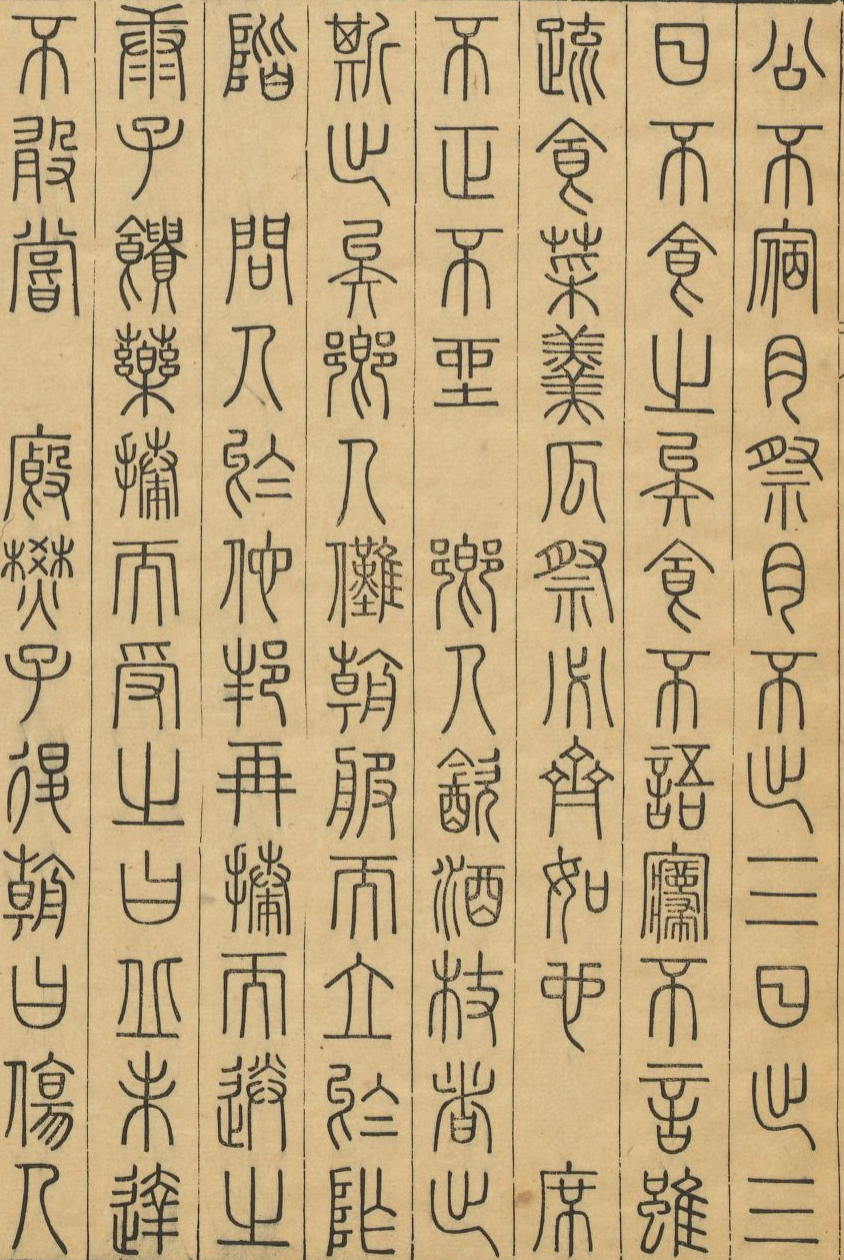 公不宿肉祭肉不出三日出三
日不食之矣食不語寢不言雖
疏食菜羹瓜祭必齊如也　席
不正不坐　鄉人飲酒杖者出
斯出矣鄉人儺朝服而立於阼
階　問人於他邦再拜而送之
康子饋藥拜而受之曰丘未達
不敢嘗　廄焚子退朝曰傷人